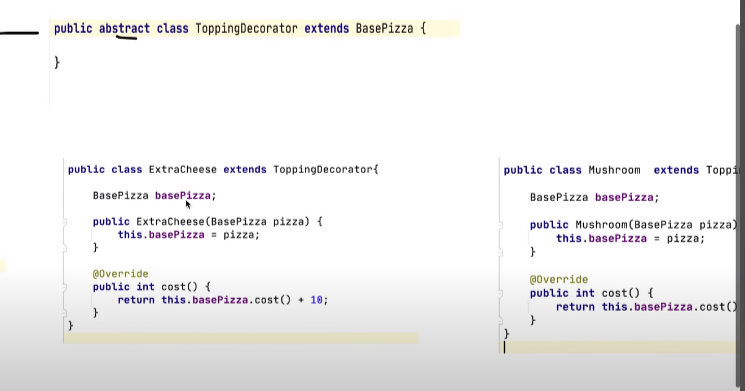 public abstract class ToppingDecorator extends BasePizza {
}
public class ExtraCheese extends ToppingDecorator{
BasePizza basePizza;
public ExtraCheese(BasePizza pizza) {
this.basePizza = pizza;
}
@Override
public int cost() {
return this.basePizza.cost() + 10;
}
}
public class Mushroom extends Toppi
BasePizza basePizza;
public Mushroom(BasePizza pizza)
this.basePizza = pizza;
}
@Override
public int cost() {
return this.basePizza.cost()
}
}